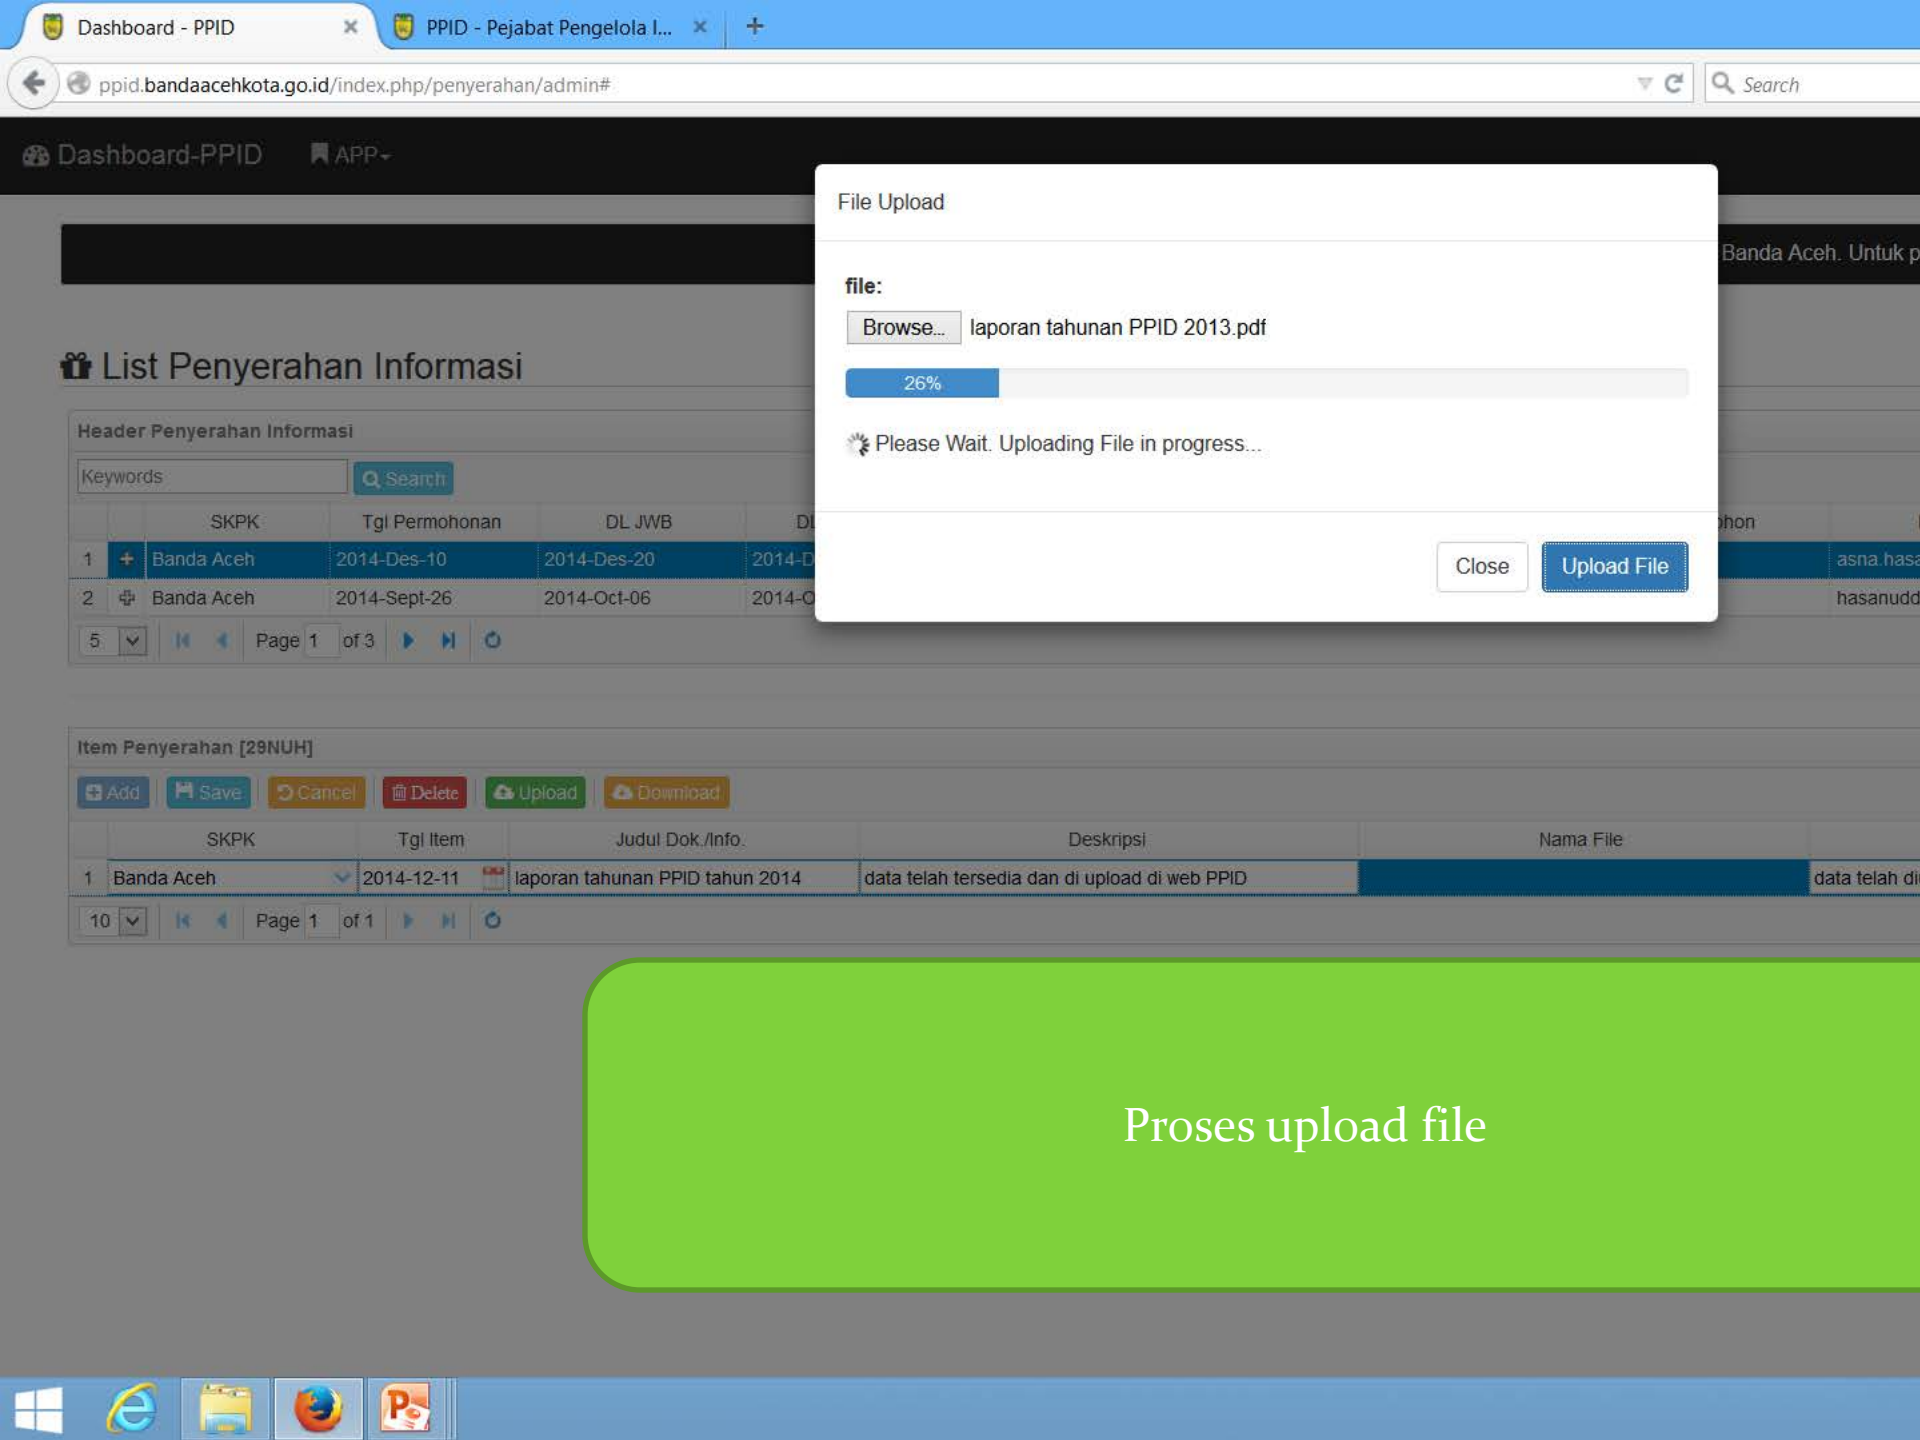 Dashboard - PPID
PPID - Pejabat Pengelola I...
ppid.bandaacehkota.go.id/index.php/penyerahan/admin#
Search
Dashboard-PPID APP
File Upload
Banda Aceh. Untuk p
file:
Browse... laporan tahunan PPID 2013.pdf
26%
Please Wait. Uploading File in progress...
Close Upload File
List Penyerahan Informasi
Header Penyerahan Informasi
Keywords Search
SKPK Tgl Permohonan DL JWB DL ohon
1 Banda Aceh 2014-Des-10 2014-Des-20 2014-D asna.hasa
2 Banda Aceh 2014-Sept-26 2014-Oct-06 2014-O hasanudd
5 Page 1 of 3
Item Penyerahan [29NUH]
Add Save Cancel Delete Upload Download
SKPK Tgl Item Judul Dok./Info. Deskripsi Nama File
1 Banda Aceh 2014-12-11 laporan tahunan PPID tahun 2014 data telah tersedia dan di upload di web PPID data telah di
10 Page 1 of 1
Proses upload file